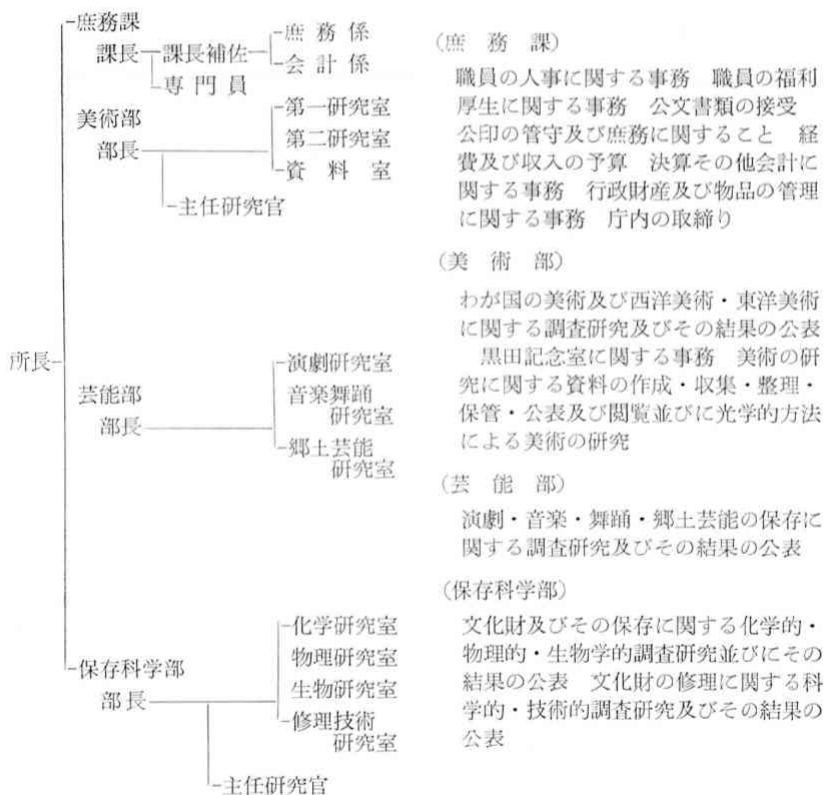 庶務課
課長
課長補佐
専門員
庶務係
会計係
美術部
部長
主任研究官
第一研究室
第二研究室
資料室
所長
芸能部
部長
演劇研究室
音楽舞踊
研究室
郷土芸能
研究室
保存科学部
部長
化学研究室
物理研究室
生物研究室
修理技術
研究室
主任研究官
(庶務課)
職員の人事に関する事務　職員の福利
厚生に関する事務　公文書類の接受
公印の管守及び庶務に関すること　経
費及び収入の予算　決算その他会計に
関する事務　行政財産及び物品の管理
に関する事務　庁内の取締り
(美術部)
わが国の美術及び西洋美術・東洋美術
に関する調査研究及びその結果の公表
黒田記念室に関する事務　美術の研
究に関する資料の作成・収集・整理・
保管・公表及び閲覧並びに光学的方法
による美術の研究
(芸能部)
演劇・音楽・舞踊・郷土芸能の保存に
関する調査研究及びその結果の公表
(保存科学部)
文化財及びその保存に関する化学的・
物理的・生物学的調査研究並びにその
結果の公表　文化財の修理に関する科
学的・技術的調査研究及びその結果の
公表